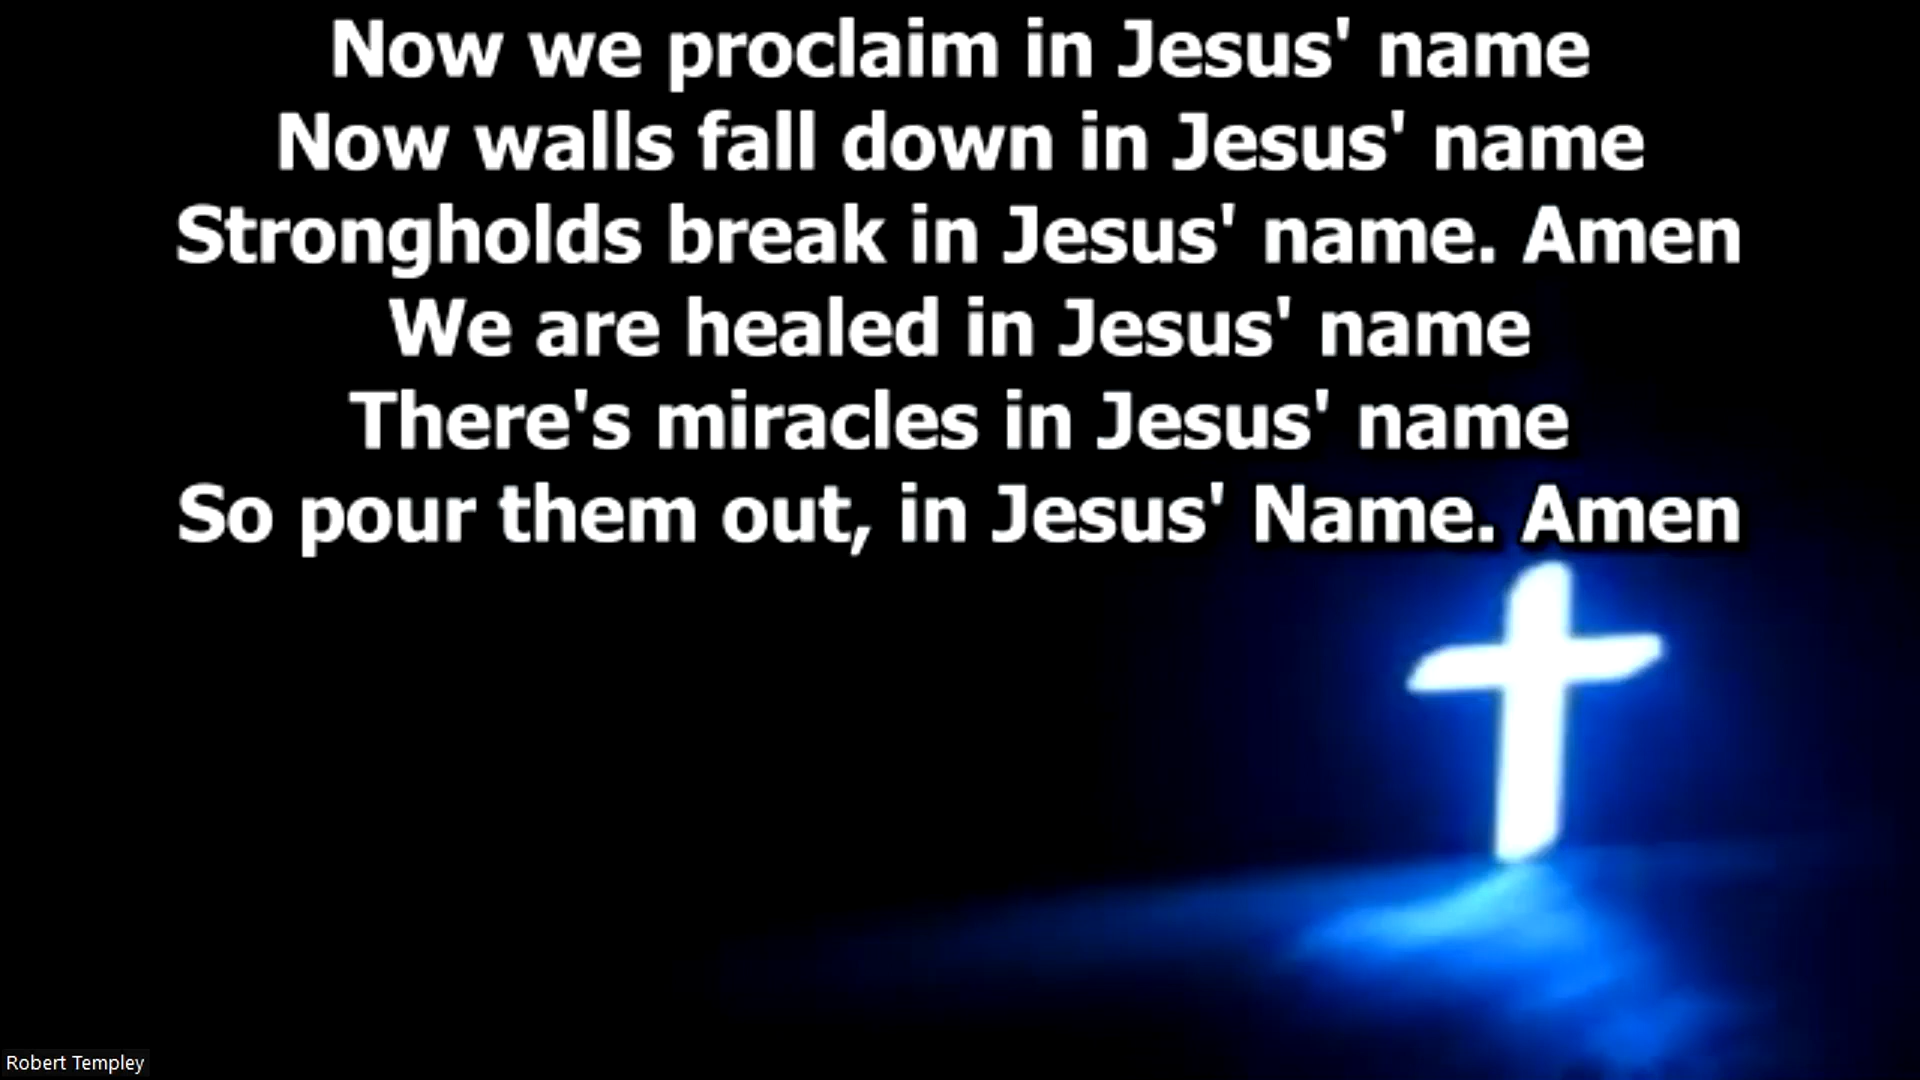 Now we proclaim in Jesus' name
Now walls fall down in Jesus' name
Strongholds break in Jesus' name. Amen
We are healed in Jesus' name
There's miracles in Jesus' name
So pour them out, in Jesus' Name. Amen
Robert Templey